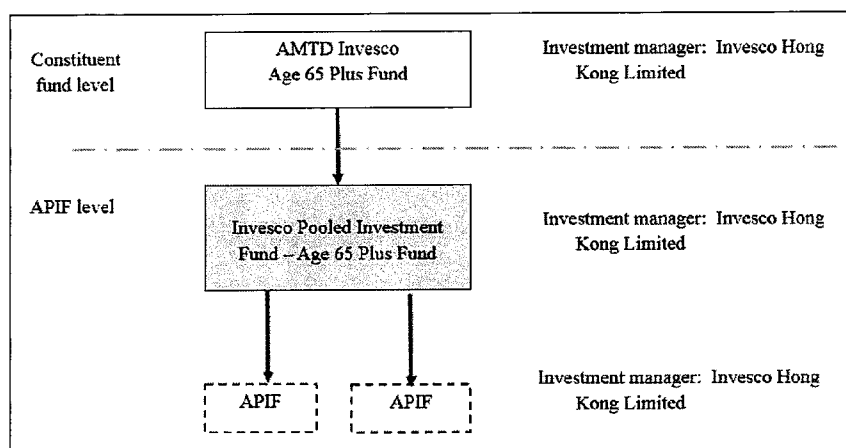 Constituent
fund level
AMTD Invesco
Age 65 Plus Fund
Investment manager: Invesco Hong
Kong Limited
APIF level
Invesco Pooled Investment
Fund – Age 65 Plus Fund
Investment manager: Invesco Hong
Kong Limited
APIF
APIF
Investment manager: Invesco Hong
Kong Limited